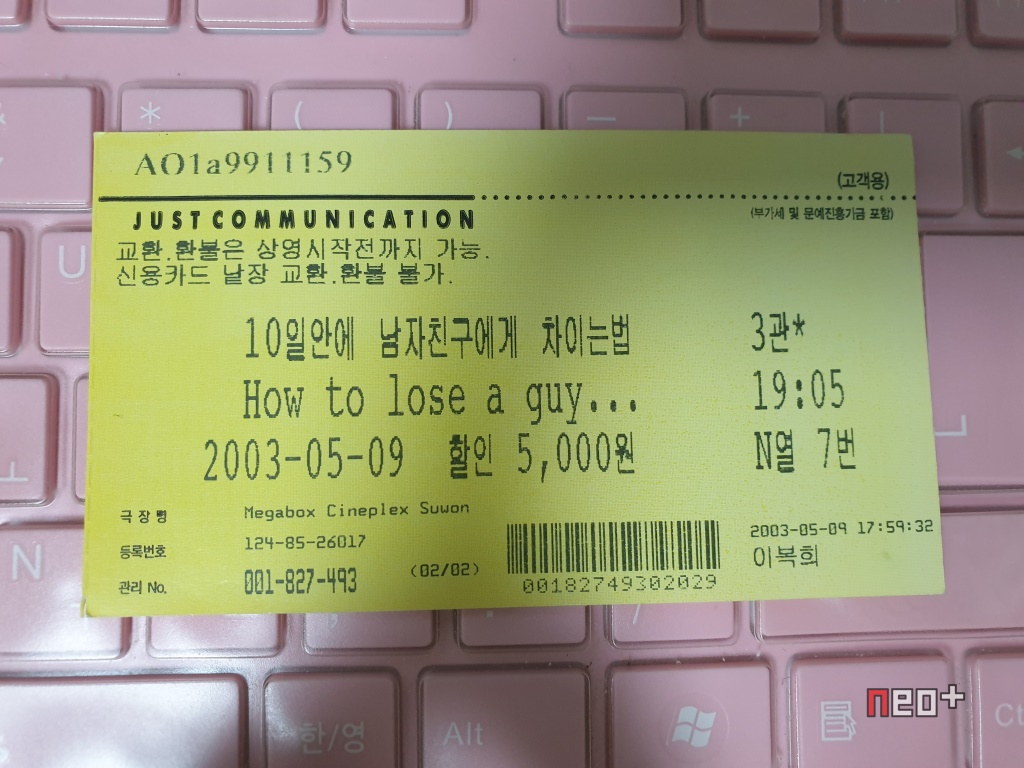 *
(
)
−
+
AO1a9911159
(고객용)
JUST COMMUNICATION
(부가세 및 문예진흥기금 포함)
교환.환불은 상영시작전까지 가능.
신용카드 낱장 교환.환불 불가.
U
10일안에 남자친구에게 차이는법
3관*
How to lose a guy...
19:05
2003-05-09 할인 5,000원
N열 7번
극 장 명
Megabox Cineplex Suwon
등록번호
124-85-26017
관리 No.
001-827-493
(02/02)
00182749302029
2003-05-09 17:59:32
이복희
N
/
한/영
Alt
neo+